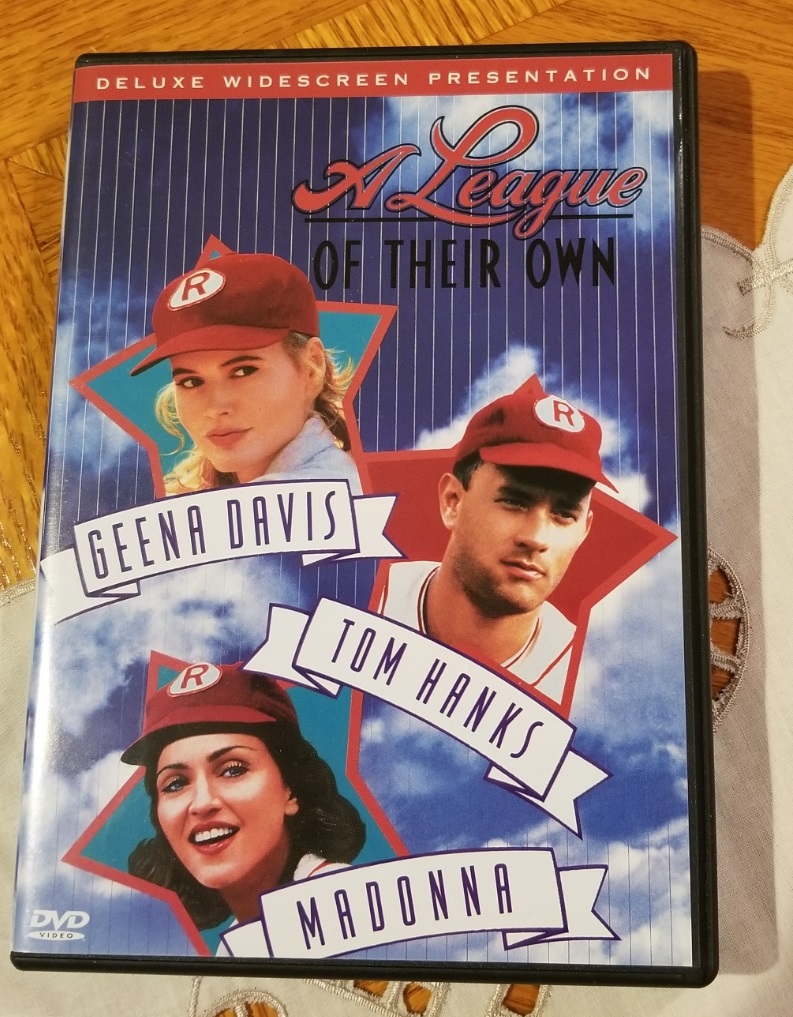 DELUXE WIDESCREEN PRESENTATION
A League
OF THEIR OWN
R
GEENA DAVIS
R
TOM HANKS
R
MADONNA
DVD
VIDEO